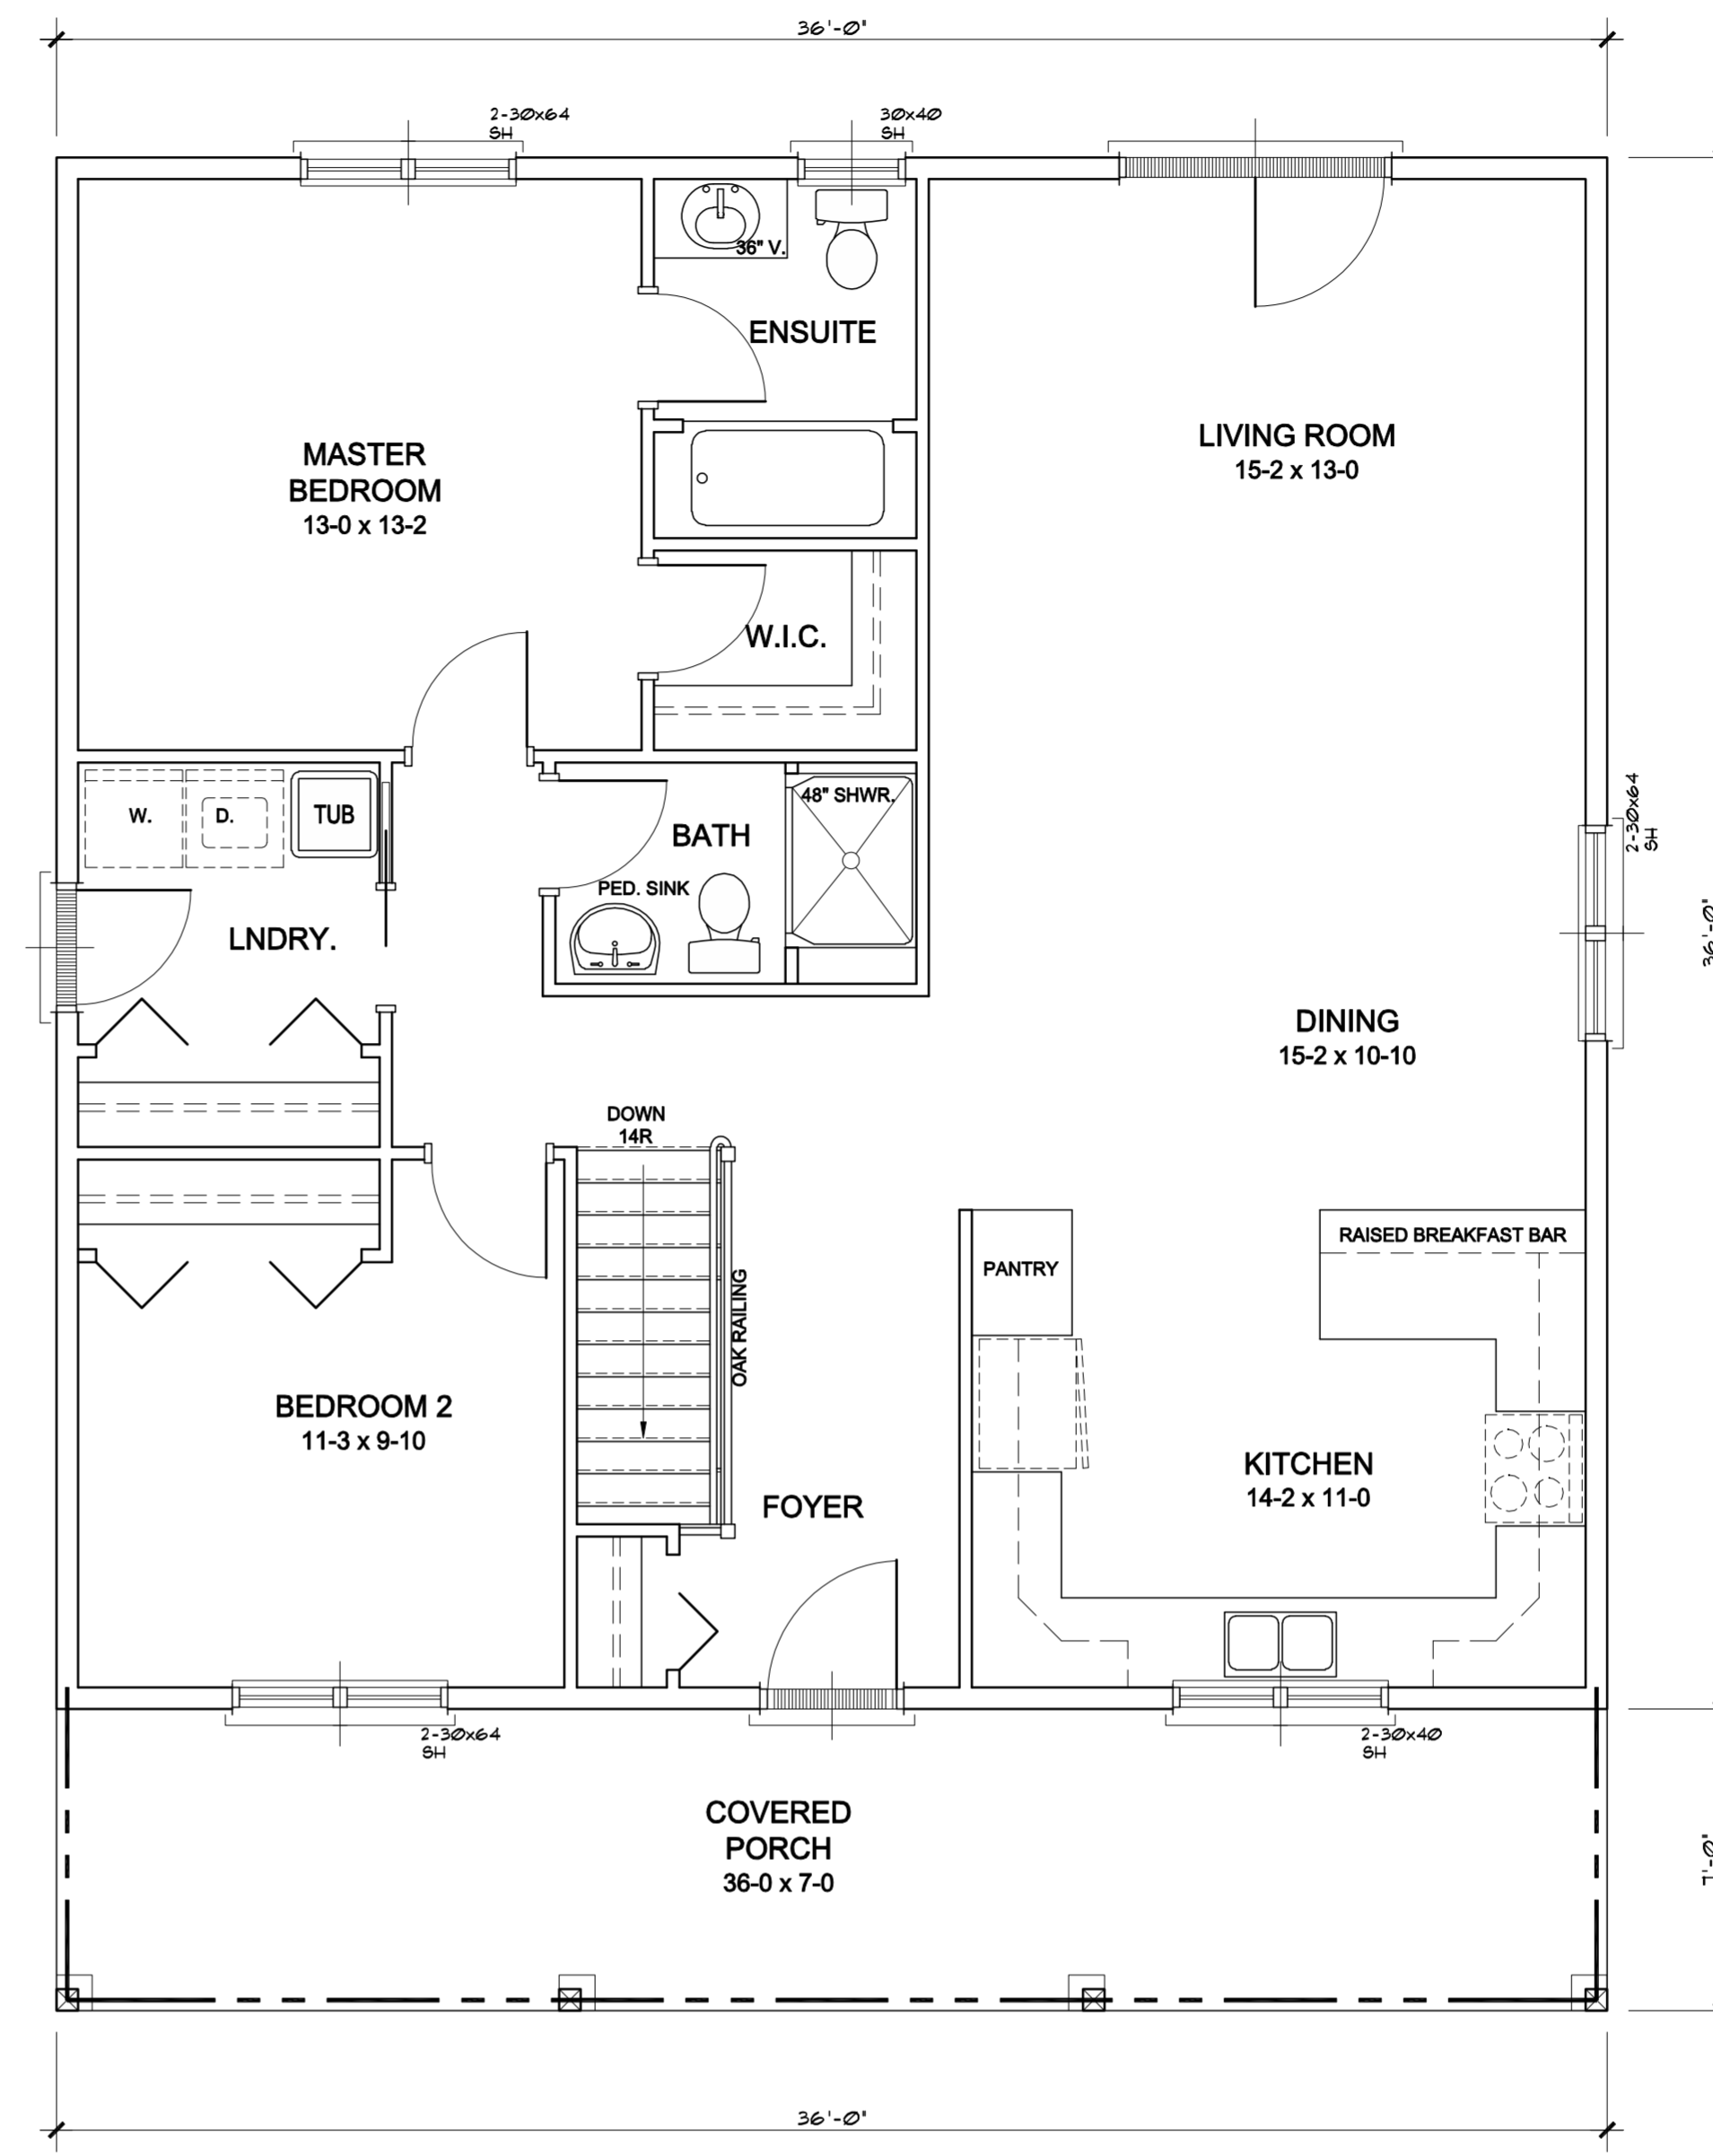 36'-0"
2-30x64
SH
30x40
SH
36" V.
ENSUITE
MASTER
BEDROOM
13-0 x 13-2
LIVING ROOM
15-2 x 13-0
W.I.C.
W.
D.
TUB
BATH
48" SHWR.
PED. SINK
LNDRY.
2-30x64
SH
36'-0"
DINING
15-2 x 10-10
DOWN
14R
OAK RAILING
PANTRY
RAISED BREAKFAST BAR
BEDROOM 2
11-3 x 9-10
FOYER
KITCHEN
14-2 x 11-0
2-30x64
SH
2-30x40
SH
COVERED
PORCH
36-0 x 7-0
7'-0"
36'-0"